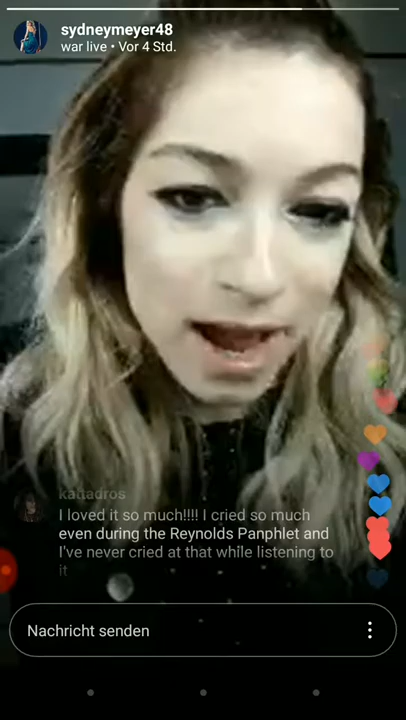 sydneymeyer48
war live • Vor 4 Std.
kattadros
I loved it so much!!!! I cried so much
even during the Reynolds Panphlet and
I've never cried at that while listening to
it
Nachricht senden